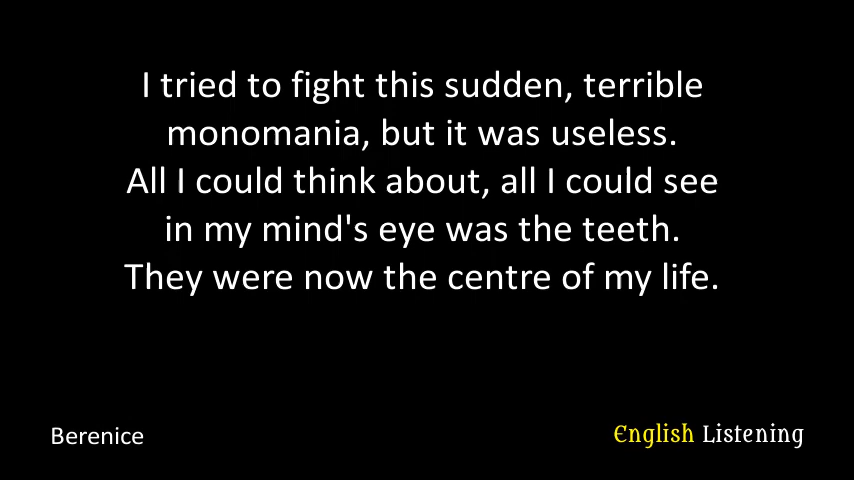 I tried to fight this sudden, terrible
monomania, but it was useless.
All I could think about, all I could see
in my mind's eye was the teeth.
They were now the centre of my life.
Berenice
English Listening